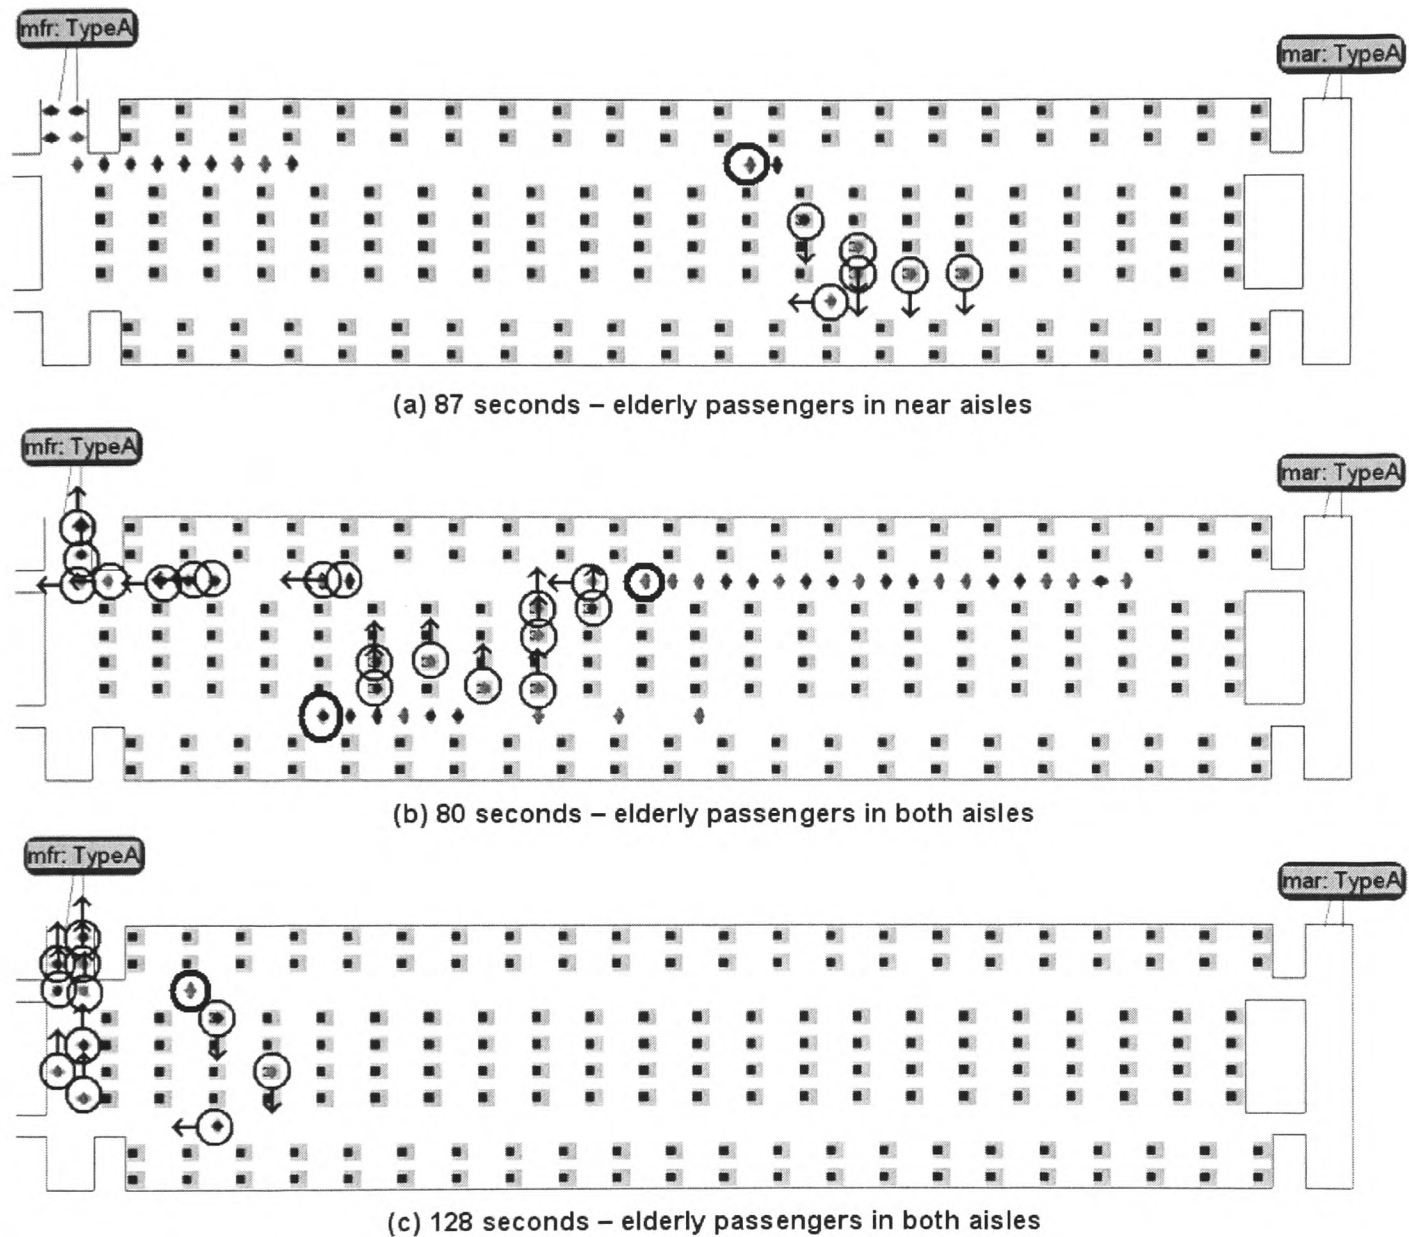 mfr: TypeA
mar: TypeA
(a) 87 seconds – elderly passengers in near aisles
mfr: TypeA
mar: TypeA
(b) 80 seconds – elderly passengers in both aisles
mfr: TypeA
mar: TypeA
(c) 128 seconds – elderly passengers in both aisles